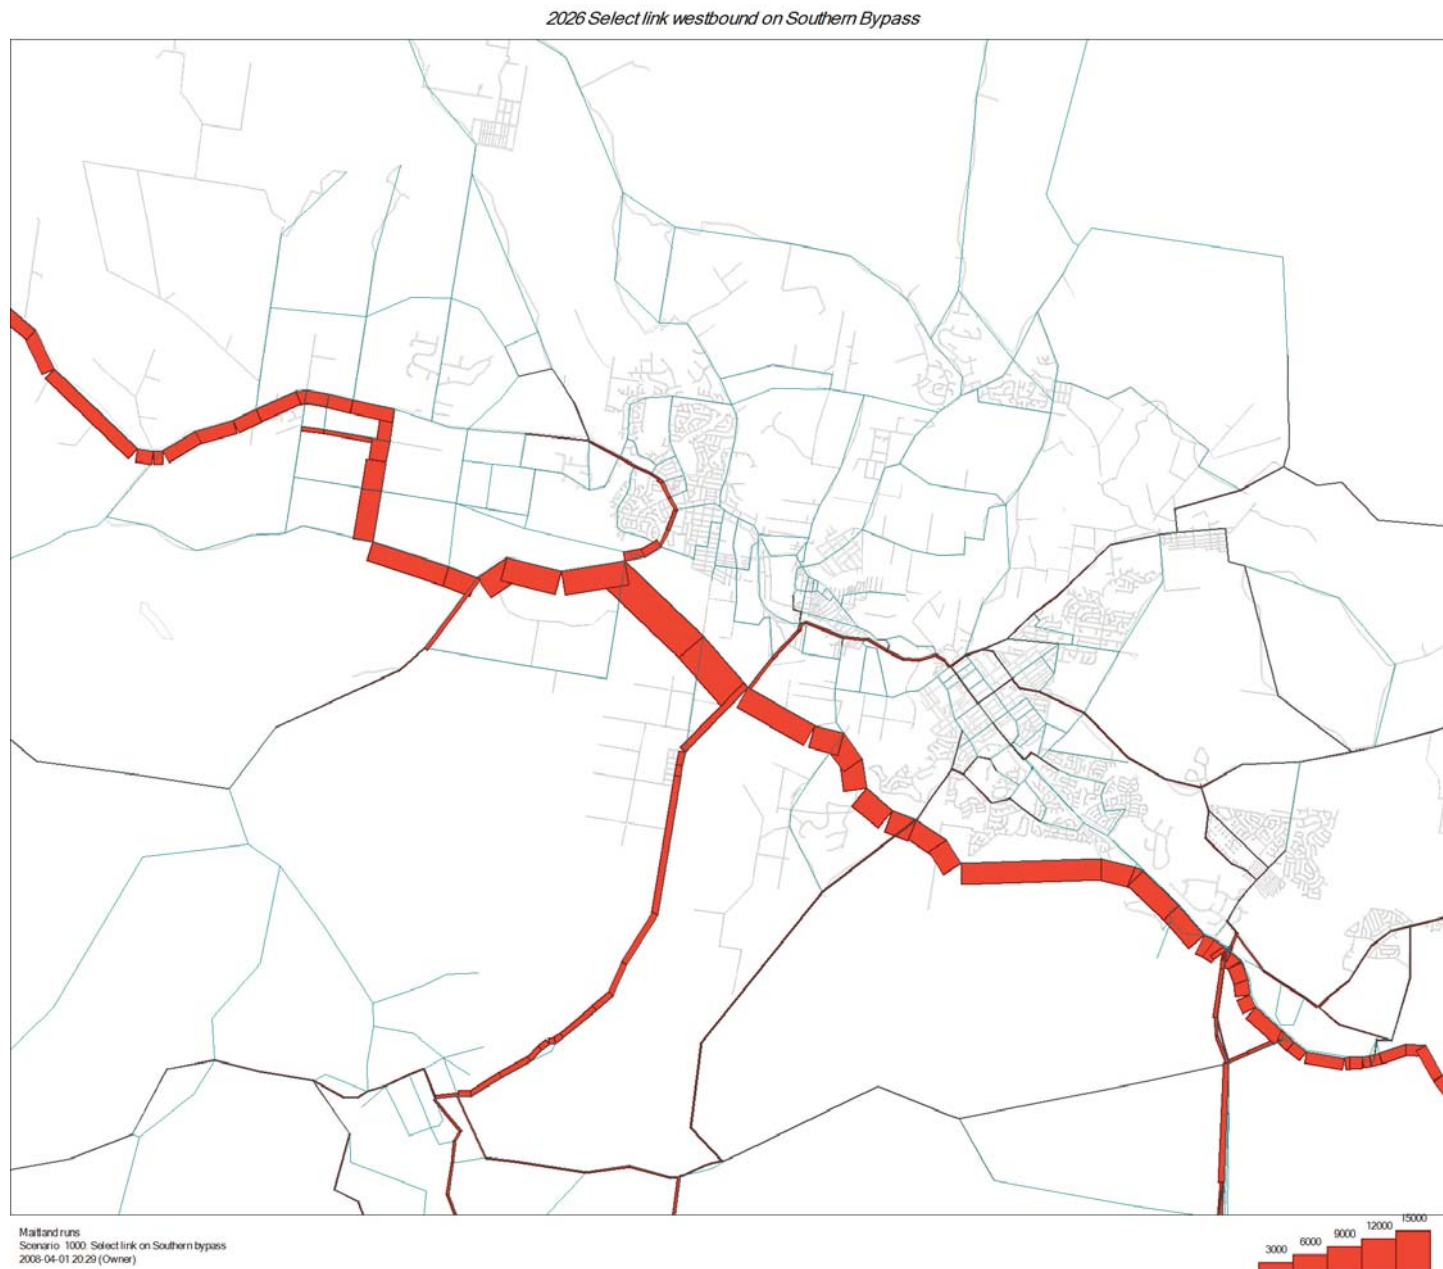 2026 Select link westbound on Southern Bypass
Maitland runs
Scenario 1000: Select link on Southern bypass
2008-04-01 20:29 (Owner)
3000 6000 9000 12000 15000